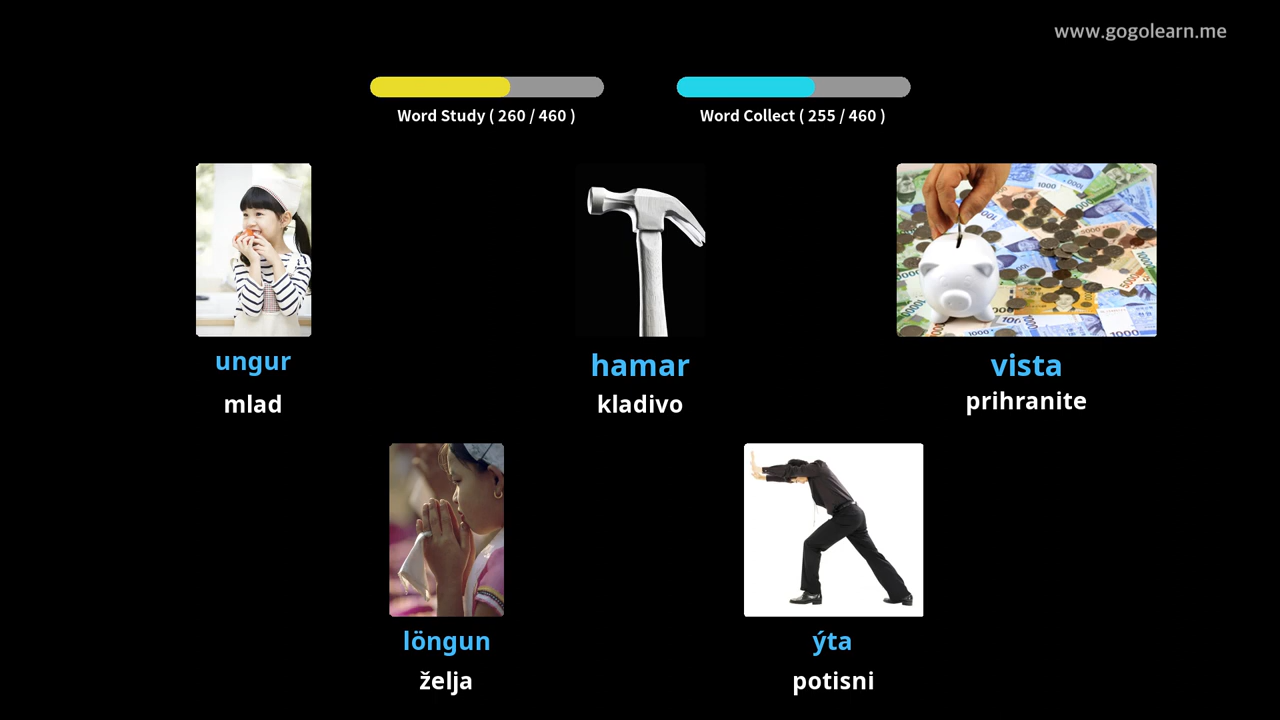 www.gogolearn.me
Word Study ( 260 / 460 )
Word Collect ( 255 / 460 )
ungur
mlad
hamar
kladivo
vista
prihranite
löngun
želja
ýta
potisni